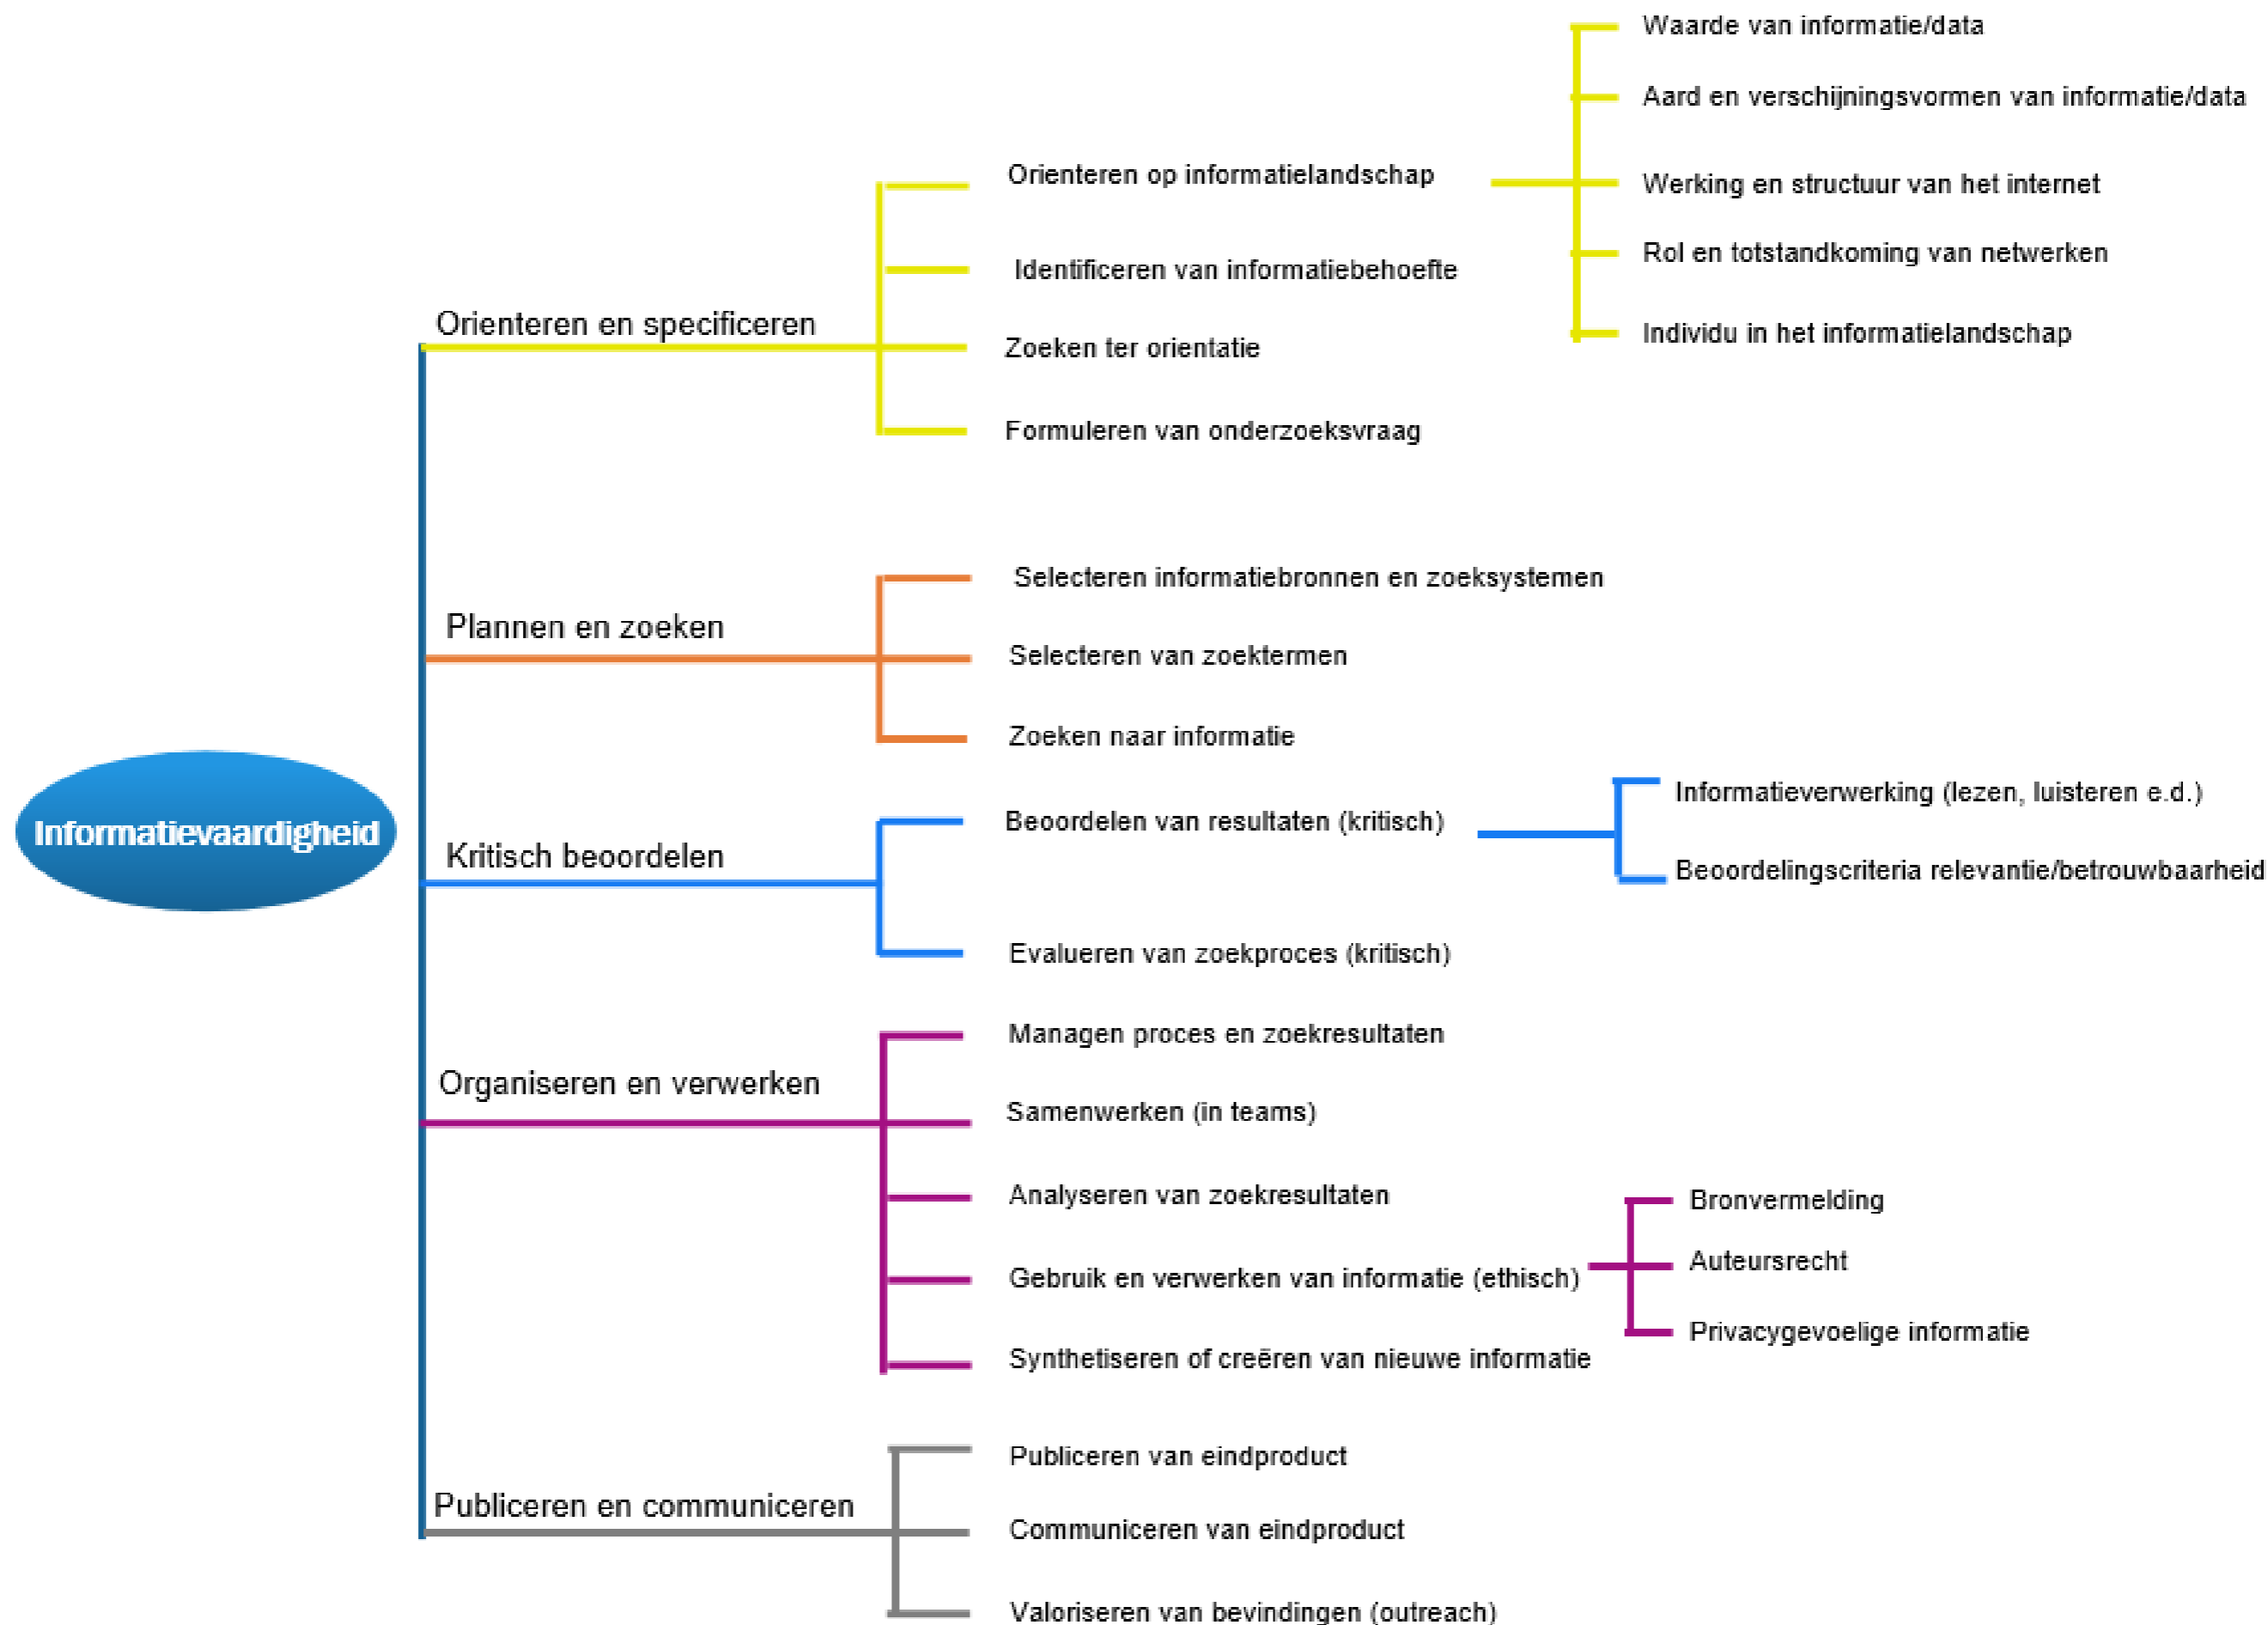 Informatievaardigheid
Orienteren en specificeren
Orienteren op informatielandschap
Waarde van informatie/data
Aard en verschijningsvormen van informatie/data
Werking en structuur van het internet
Rol en totstandkoming van netwerken
Individu in het informatielandschap
Identificeren van informatiebehoefte
Zoeken ter orientatie
Formuleren van onderzoeksvraag
Plannen en zoeken
Selecteren informatiebronnen en zoeksystemen
Selecteren van zoektermen
Zoeken naar informatie
Kritisch beoordelen
Beoordelen van resultaten (kritisch)
Informatieverwerking (lezen, luisteren e.d.)
Beoordelingscriteria relevantie/betrouwbaarheid
Evalueren van zoekproces (kritisch)
Organiseren en verwerken
Managen proces en zoekresultaten
Samenwerken (in teams)
Analyseren van zoekresultaten
Gebruik en verwerken van informatie (ethisch)
Bronvermelding
Auteursrecht
Privacygevoelige informatie
Synthetiseren of creëren van nieuwe informatie
Publiceren en communiceren
Publiceren van eindproduct
Communiceren van eindproduct
Valoriseren van bevindingen (outreach)